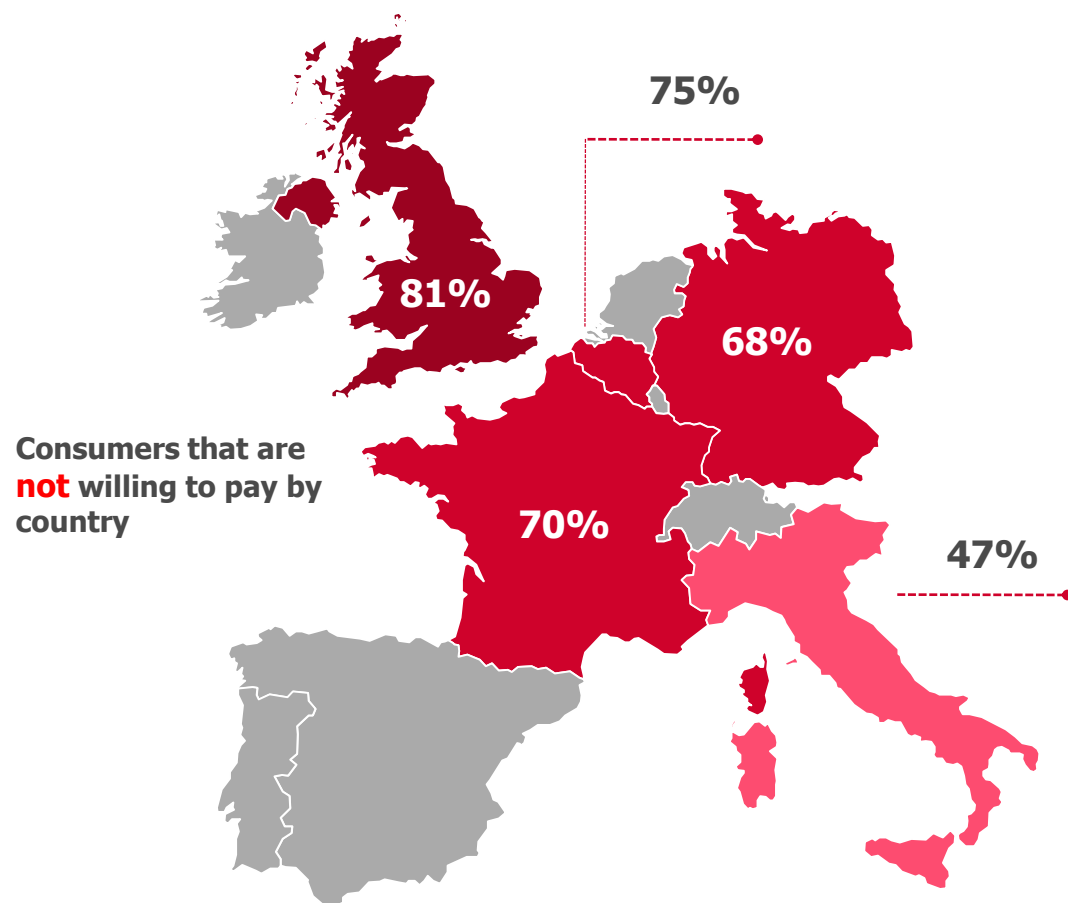 75%
81%
68%
Consumers that are
not willing to pay by
country
70%
47%